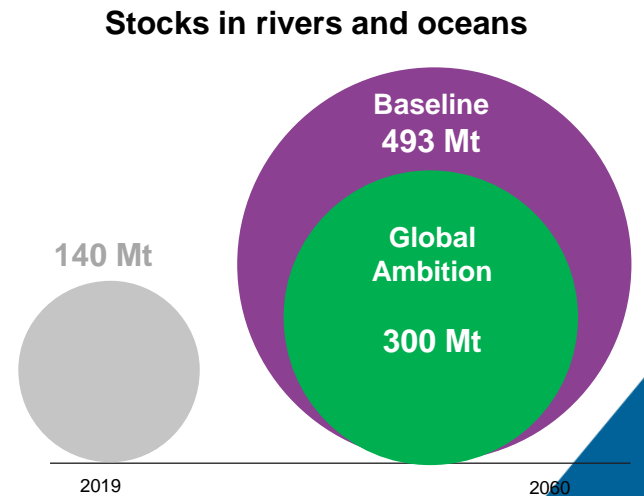 Stocks in rivers and oceans
Baseline
493 Mt
Global
Ambition
300 Mt
140 Mt
2019
2060